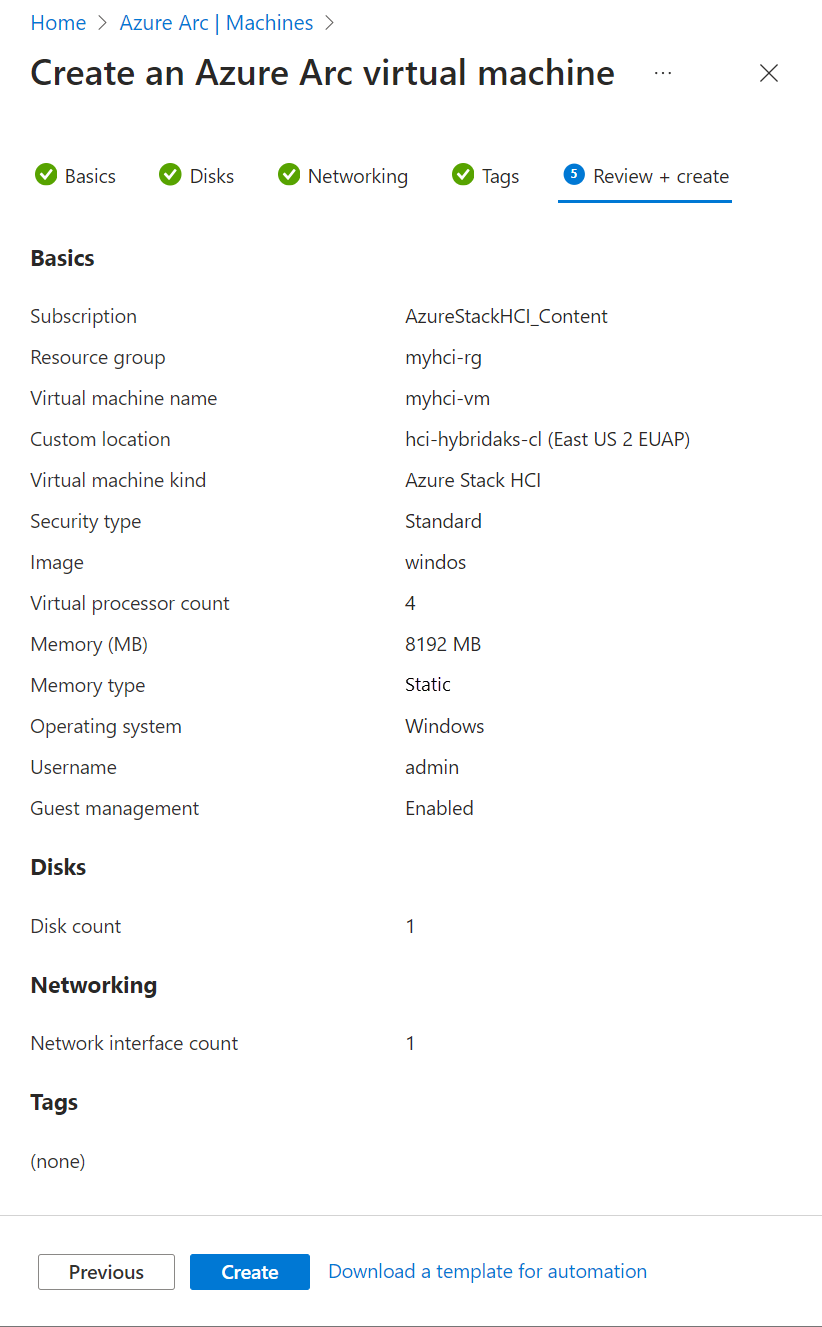 Home > Azure Arc | Machines >
Create an Azure Arc virtual machine ...
Basics Disks Networking Tags 5 Review + create
Basics
Subscription AzureStackHCI_Content
Resource group myhci-rg
Virtual machine name myhci-vm
Custom location hci-hybridaks-cl (East US 2 EUAP)
Virtual machine kind Azure Stack HCI
Security type Standard
Image windos
Virtual processor count 4
Memory (MB) 8192 MB
Memory type Static
Operating system Windows
Username admin
Guest management Enabled
Disks
Disk count 1
Networking
Network interface count 1
Tags
(none)
Previous Create Download a template for automation